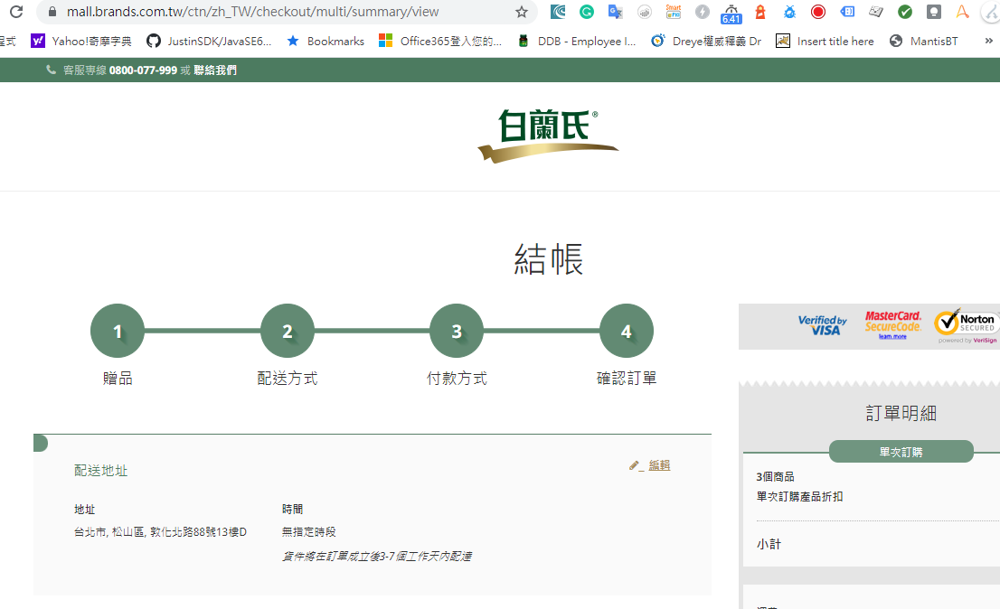 mall.brands.com.tw/ctn/zh_TW/checkout/multi/summary/view
6.41
程式 Yahoo!奇摩字典 JustinSDK/JavaSE6... Bookmarks Office365登入您的... DDB - Employee I... Dreye權威釋義 Dr Insert title here MantisBT »
客服專線 0800-077-999 或 聯絡我們
白蘭氏®
結帳
1 2 3 4
贈品 配送方式 付款方式 確認訂單
Verified by VISA
MasterCard. SecureCode. learn more
Norton SECURED powered by VeriSign
配送地址
編輯
地址 時間
台北市, 松山區, 敦化北路88號13樓D 無指定時段
貨件將在訂單成立後3-7個工作天內配達
訂單明細
單次訂購
3個商品
單次訂購產品折扣
小計